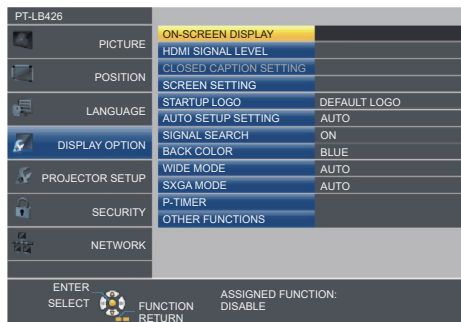 PT-LB426
PICTURE
POSITION
LANGUAGE
DISPLAY OPTION
PROJECTOR SETUP
SECURITY
NETWORK
ON-SCREEN DISPLAY
HDMI SIGNAL LEVEL
CLOSED CAPTION SETTING
SCREEN SETTING
STARTUP LOGO DEFAULT LOGO
AUTO SETUP SETTING AUTO
SIGNAL SEARCH ON
BACK COLOR BLUE
WIDE MODE AUTO
SXGA MODE AUTO
P-TIMER
OTHER FUNCTIONS
ENTER
SELECT
FUNCTION
RETURN
ASSIGNED FUNCTION:
DISABLE